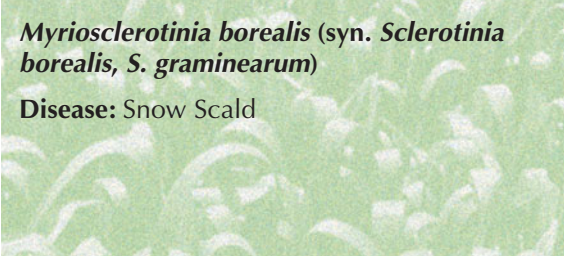 Myriosclerotinia borealis (syn. Sclerotinia
borealis, S. graminearum)
Disease: Snow Scald